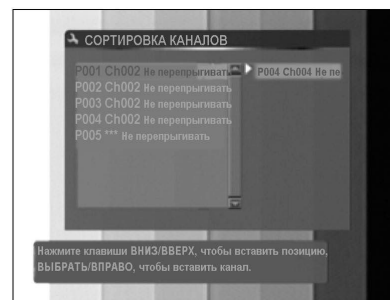 СОРТИРОВКА КАНАЛОВ
P001 Ch002 Не перепрыгивать
P004 Ch004 Не пе
P002 Ch002 Не перепрыгивать
P003 Ch002 Не перепрыгивать
P004 Ch002 Не перепрыгивать
P005 *** Не перепрыгивать
Нажмите клавиши ВНИЗ/ВВЕРХ, чтобы вставить позицию,
ВЫБРАТЬ/ВПРАВО, чтобы вставить канал.